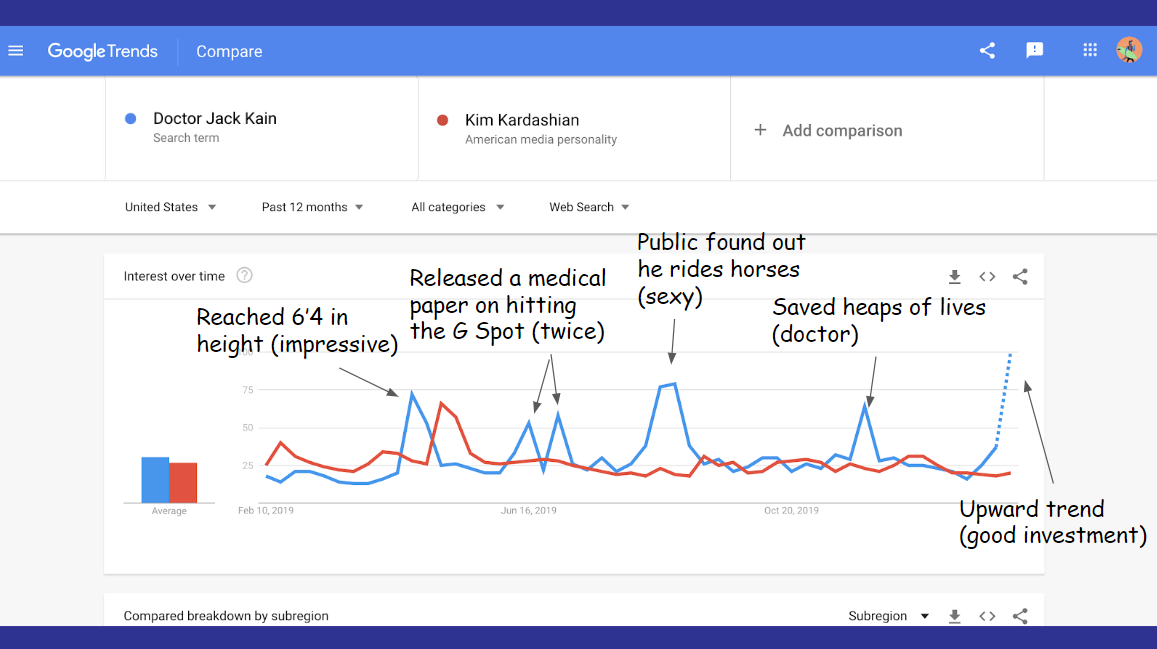 GoogleTrends
Compare
Doctor Jack Kain
Search term
Kim Kardashian
American media personality
+ Add comparison
United States
Past 12 months
All categories
Web Search
Interest over time
?
Reached 6'4 in
height (impressive)
Released a medical
paper on hitting
the G Spot (twice)
Public found out
he rides horses
(sexy)
Saved heaps of lives
(doctor)
100
75
50
25
Average
Feb 10, 2019
Jun 16, 2019
Oct 20, 2019
Upward trend
(good investment)
Compared breakdown by subregion
Subregion